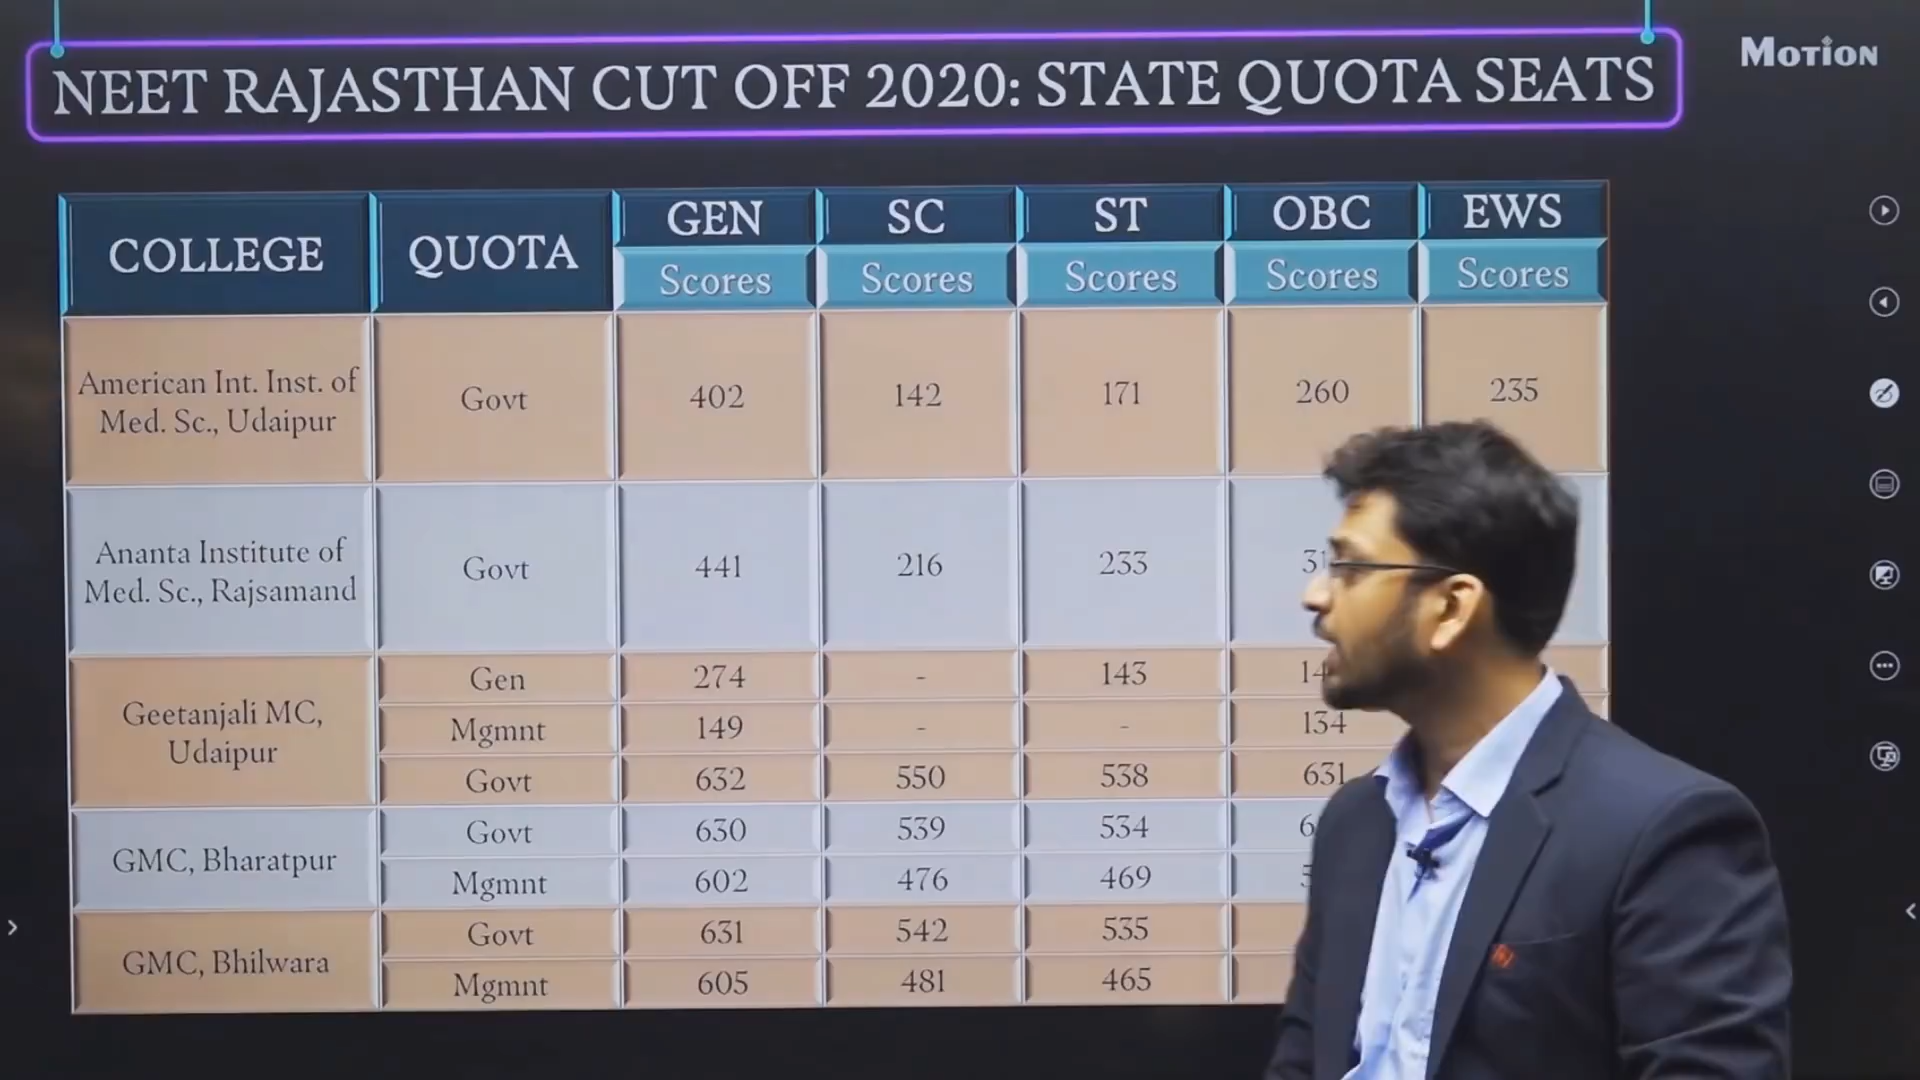 NEET RAJASTHAN CUT OFF 2020: STATE QUOTA SEATS
MOTION
COLLEGE QUOTA GEN SC ST OBC EWS
Scores Scores Scores Scores Scores
American Int. Inst. of
Med. Sc., Udaipur
Govt 402 142 171 260 235
Ananta Institute of
Med. Sc., Rajsamand
Govt 441 216 233
Geetanjali MC,
Udaipur
Gen 274 - 143
Mgmnt 149 - - 134
Govt 632 550 538 631
GMC, Bharatpur
Govt 630 539 534
Mgmnt 602 476 469
GMC, Bhilwara
Govt 631 542 535
Mgmnt 605 481 465